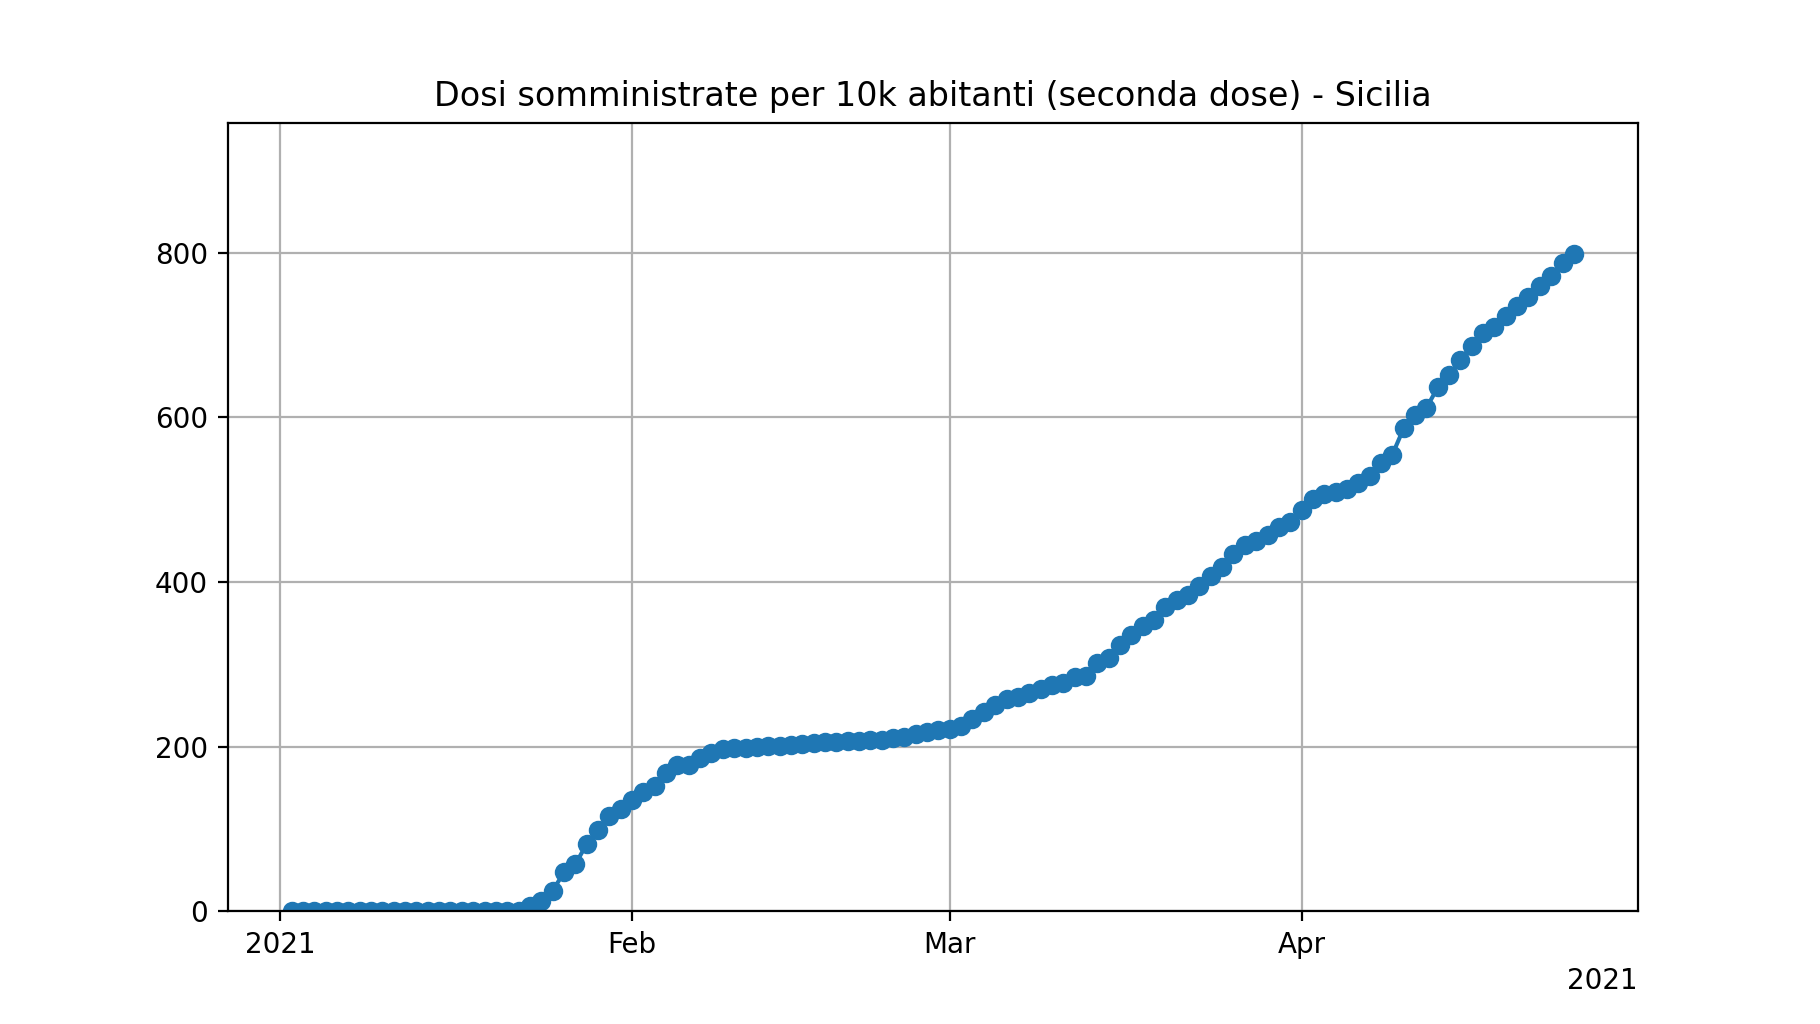 Dosi somministrate per 10k abitanti (seconda dose) - Sicilia
800
600
400
200
0
2021
Feb
Mar
Apr
2021